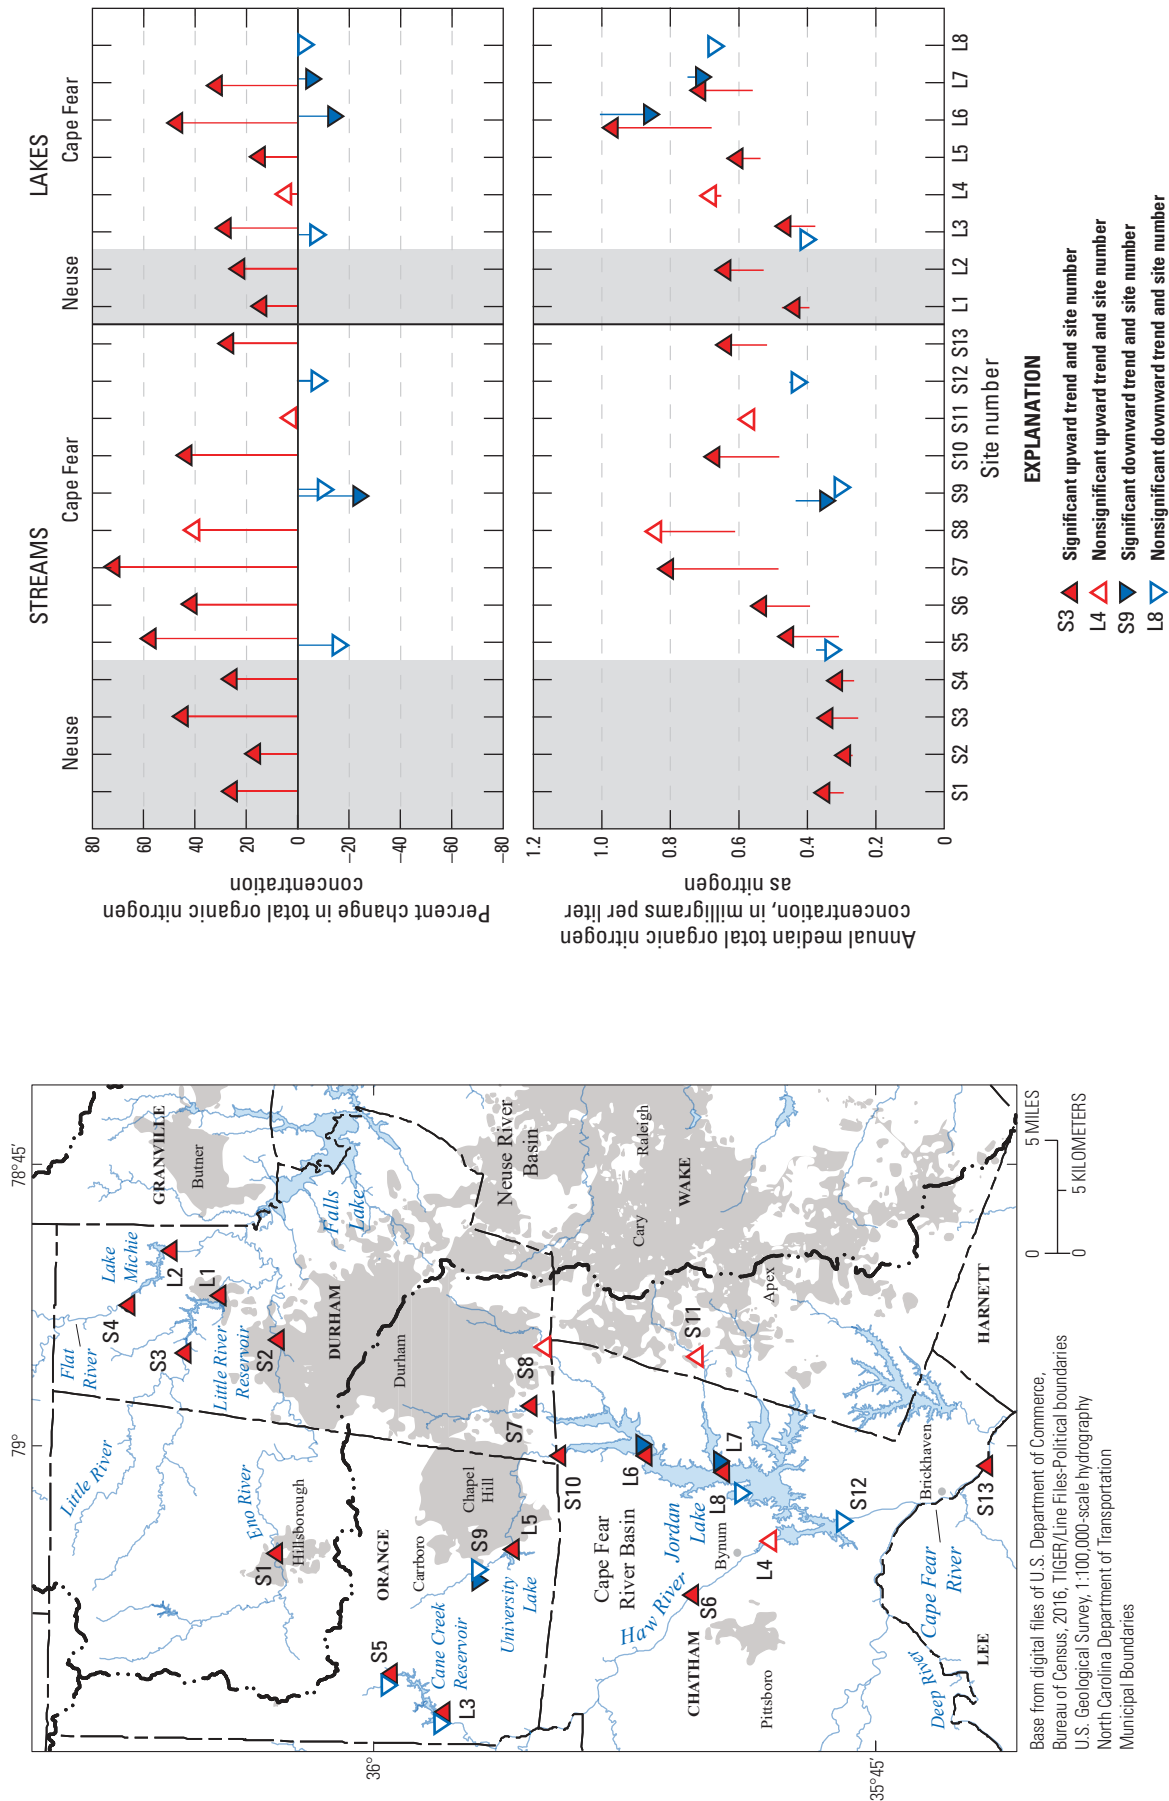 78°45'
79°
36°
35°45'
GRANVILLE
Butner
Lake
Michie
L2
L1
S4
S3
Flat
River
Little River
Reservoir
S2
Falls
Lake
DURHAM
Durham
Little River
Eno River
S1
Hillsborough
Neuse River
Basin
Raleigh
WAKE
Cary
Apex
S8
S11
S7
S10
ORANGE
Chapel
Hill
Carrboro
S9
L5
University
Lake
Cane Creek
Reservoir
S5
L3
Cape Fear
River Basin
L6
L7
L8
Jordan
Lake
Haw River
Bynum
S6
L4
S12
CHATHAM
Pittsboro
Brickhaven
S13
HARNETT
Cape Fear
River
Deep River
LEE
0 5 MILES
0 5 KILOMETERS
Base from digital files of U.S. Department of Commerce,
Bureau of Census, 2016, TIGER/Line Files-Political boundaries
U.S. Geological Survey, 1:100,000-scale hydrography
North Carolina Department of Transportation
Municipal Boundaries
STREAMS LAKES
Neuse Cape Fear Neuse Cape Fear
80
60
40
20
0
–20
–40
–60
–80
Percent change in total organic nitrogen
concentration
1.2
1.0
0.8
0.6
0.4
0.2
0
Annual median total organic nitrogen
concentration, in milligrams per liter
as nitrogen
S1 S2 S3 S4 S5 S6 S7 S8 S9 S10 S11 S12 S13 L1 L2 L3 L4 L5 L6 L7 L8
Site number
EXPLANATION
S3 Significant upward trend and site number
L4 Nonsignificant upward trend and site number
S9 Significant downward trend and site number
L8 Nonsignificant downward trend and site number